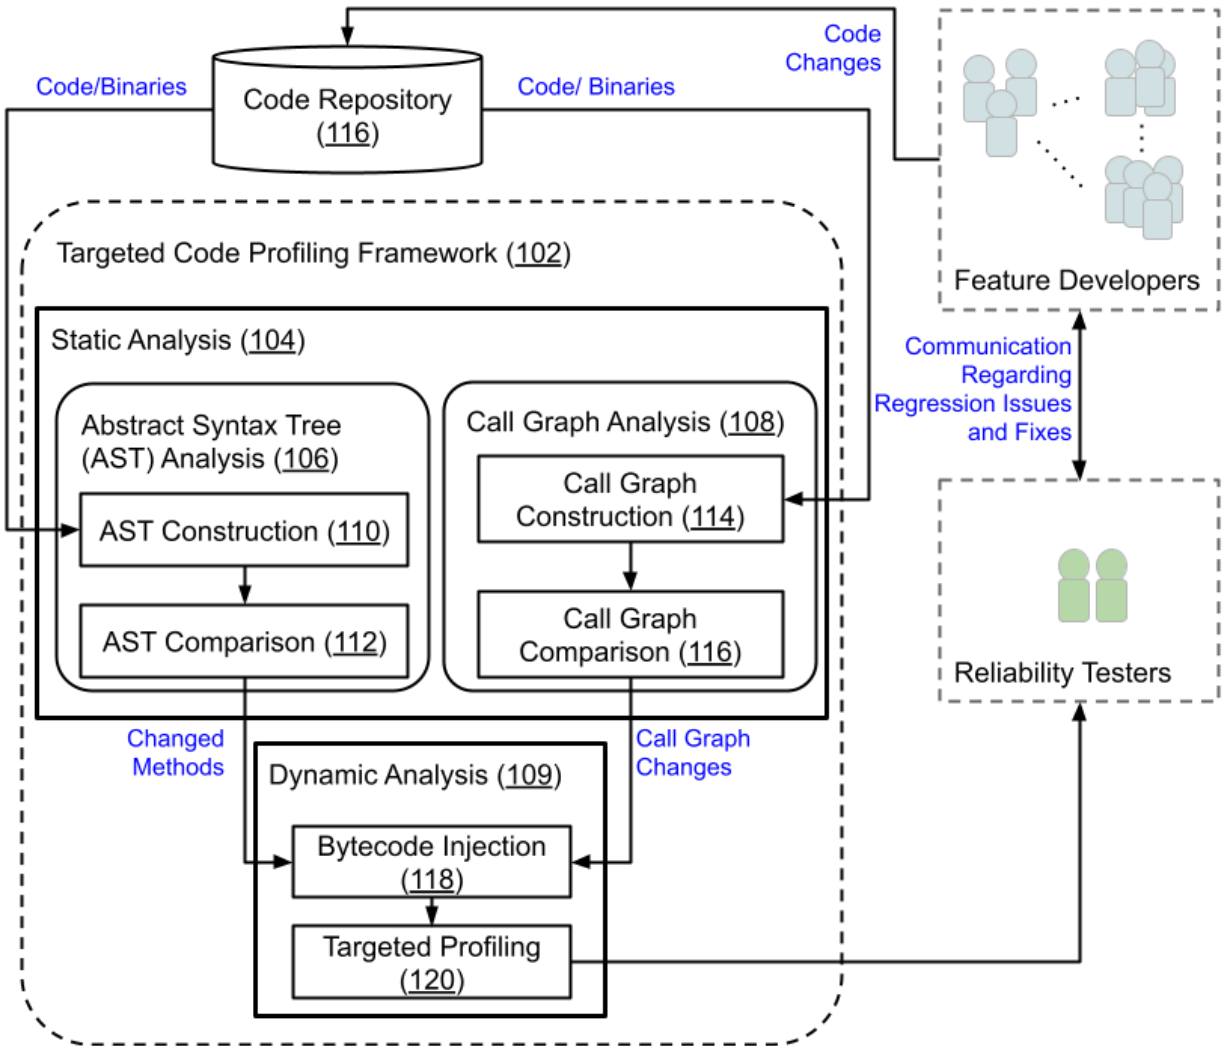 Code
Changes
Code/Binaries
Code/ Binaries
Code Repository
(116)
Targeted Code Profiling Framework (102)
Feature Developers
Static Analysis (104)
Communication
Regarding
Regression Issues
and Fixes
Abstract Syntax Tree
(AST) Analysis (106)
AST Construction (110)
AST Comparison (112)
Call Graph Analysis (108)
Call Graph
Construction (114)
Call Graph
Comparison (116)
Reliability Testers
Changed
Methods
Call Graph
Changes
Dynamic Analysis (109)
Bytecode Injection
(118)
Targeted Profiling
(120)